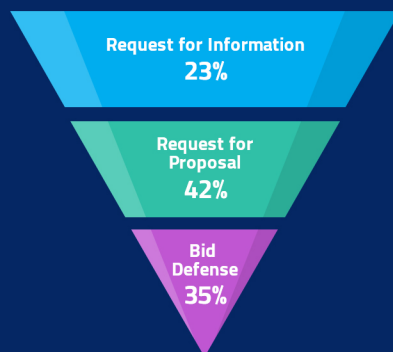 Request for Information
23%
Request for
Proposal
42%
Bid
Defense
35%